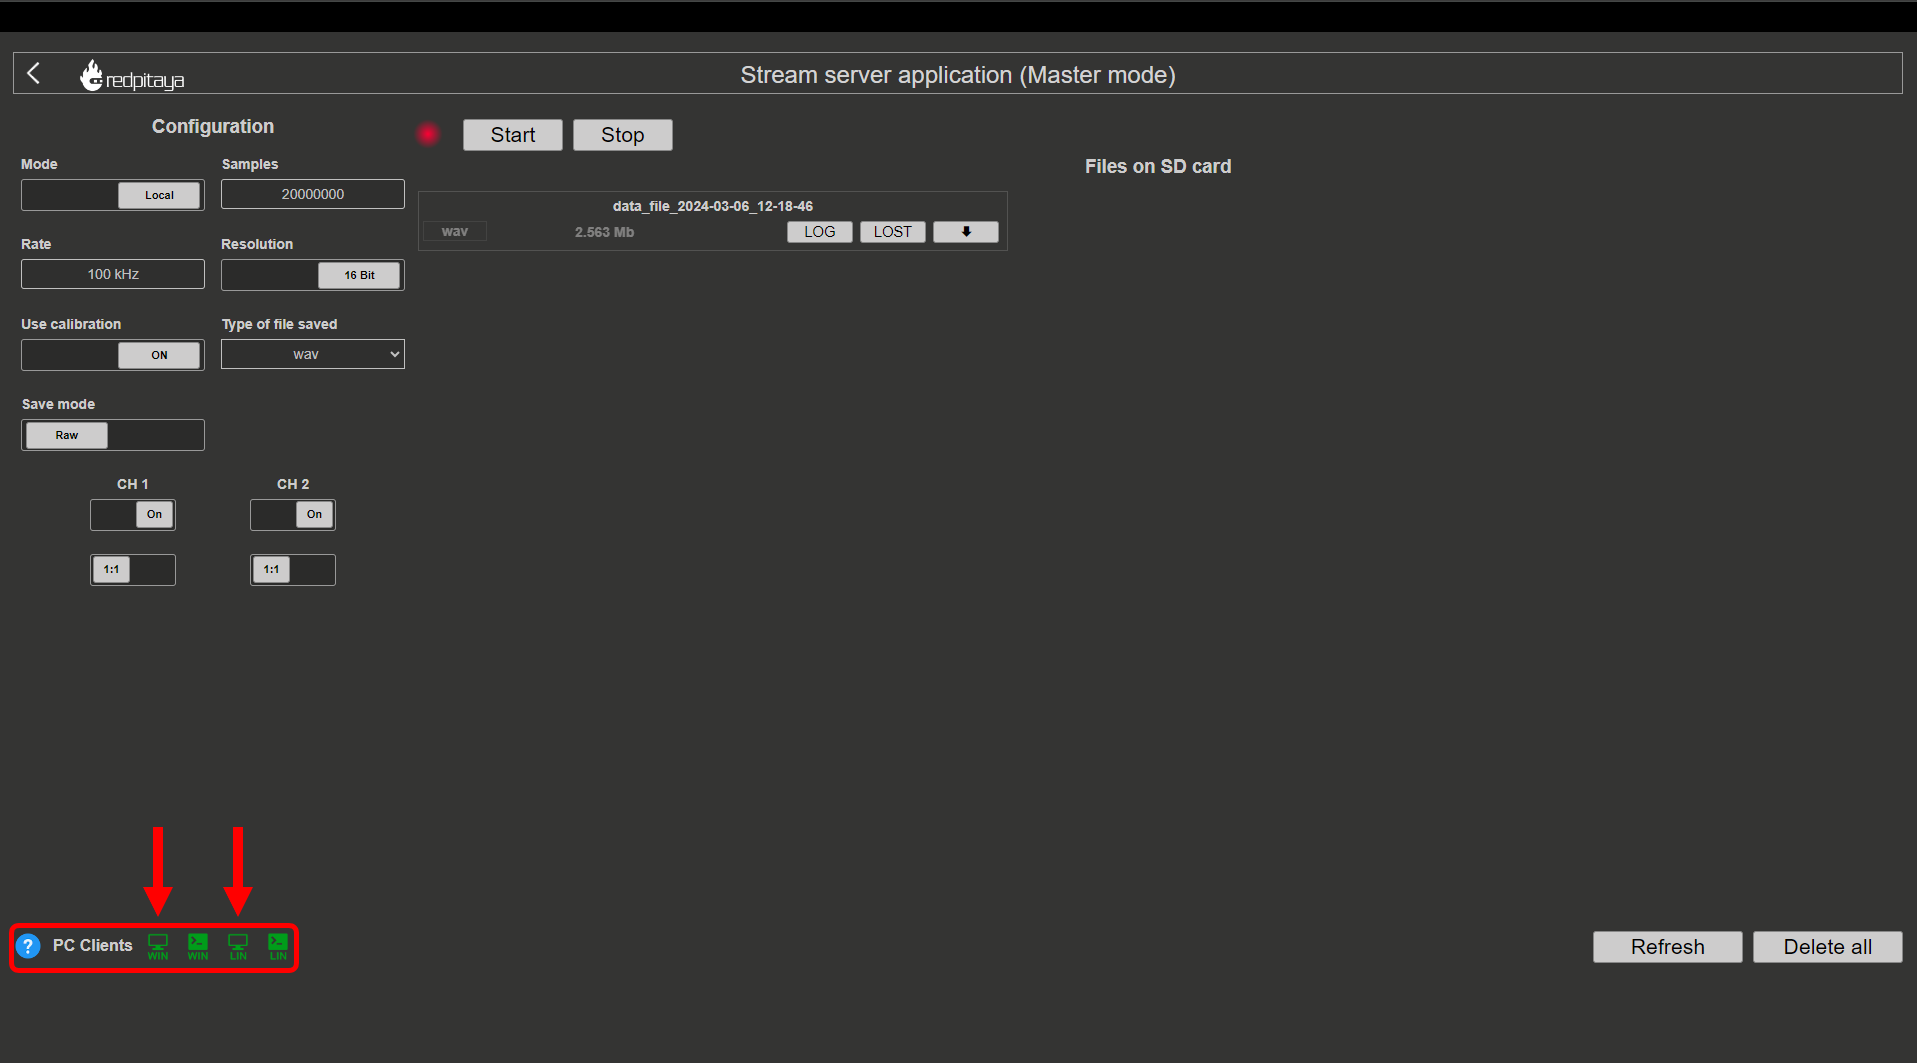 redpitaya
Stream server application (Master mode)
Configuration
Start
Stop
Files on SD card
Mode
Samples
Local
20000000
data_file_2024-03-06_12-18-46
wav
2.563 Mb
LOG
LOST
Rate
Resolution
100 kHz
16 Bit
Use calibration
Type of file saved
ON
wav
Save mode
Raw
CH 1
CH 2
On
On
1:1
1:1
? PC Clients
WIN
>_ WIN
LIN
>_ LIN
Refresh
Delete all